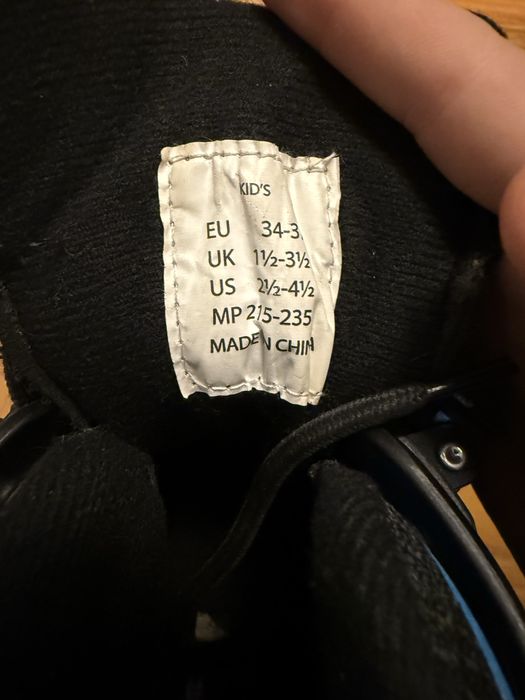 KID'S
EU 34-3
UK 1½-3½
US 2½-4½
MP 215-235
MADE IN CHINA